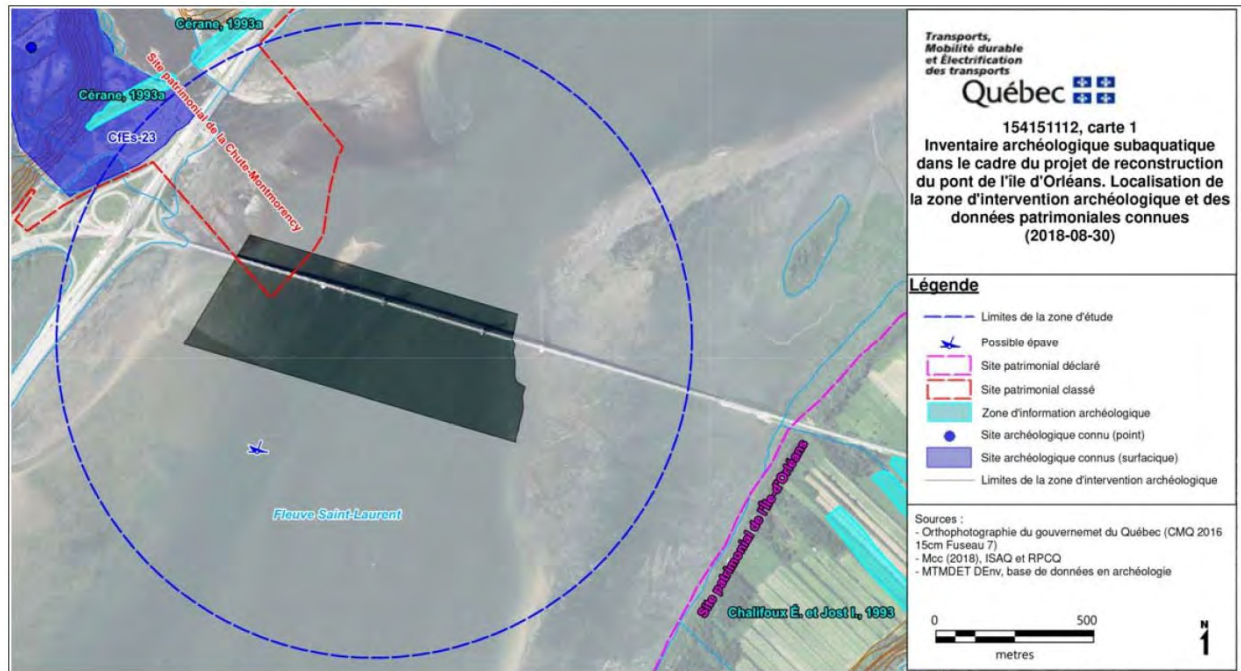 Cérane, 1993a
Cérane, 1993a
Site patrimonial de la Chute-Montmorency
CfEs-23
Fleuve Saint-Laurent
Site patrimonial de l'Île-d'Orléans
Chalifoux É. et Jost I., 1993
Transports,
Mobilité durable
et Électrification
des transports
Québec
154151112, carte 1
Inventaire archéologique subaquatique
dans le cadre du projet de reconstruction
du pont de l'île d'Orléans. Localisation de
la zone d'intervention archéologique et des
données patrimoniales connues
(2018-08-30)
Légende
Limites de la zone d'étude
Possible épave
Site patrimonial déclaré
Site patrimonial classé
Zone d'information archéologique
Site archéologique connu (point)
Site archéologique connus (surfacique)
Limites de la zone d'intervention archéologique
Sources :
- Orthophotographie du gouvernemet du Québec (CMQ 2016
15cm Fuseau 7)
- Mcc (2018), ISAQ et RPCQ
- MTMDET DEnv, base de données en archéologie
0 500
metres
N